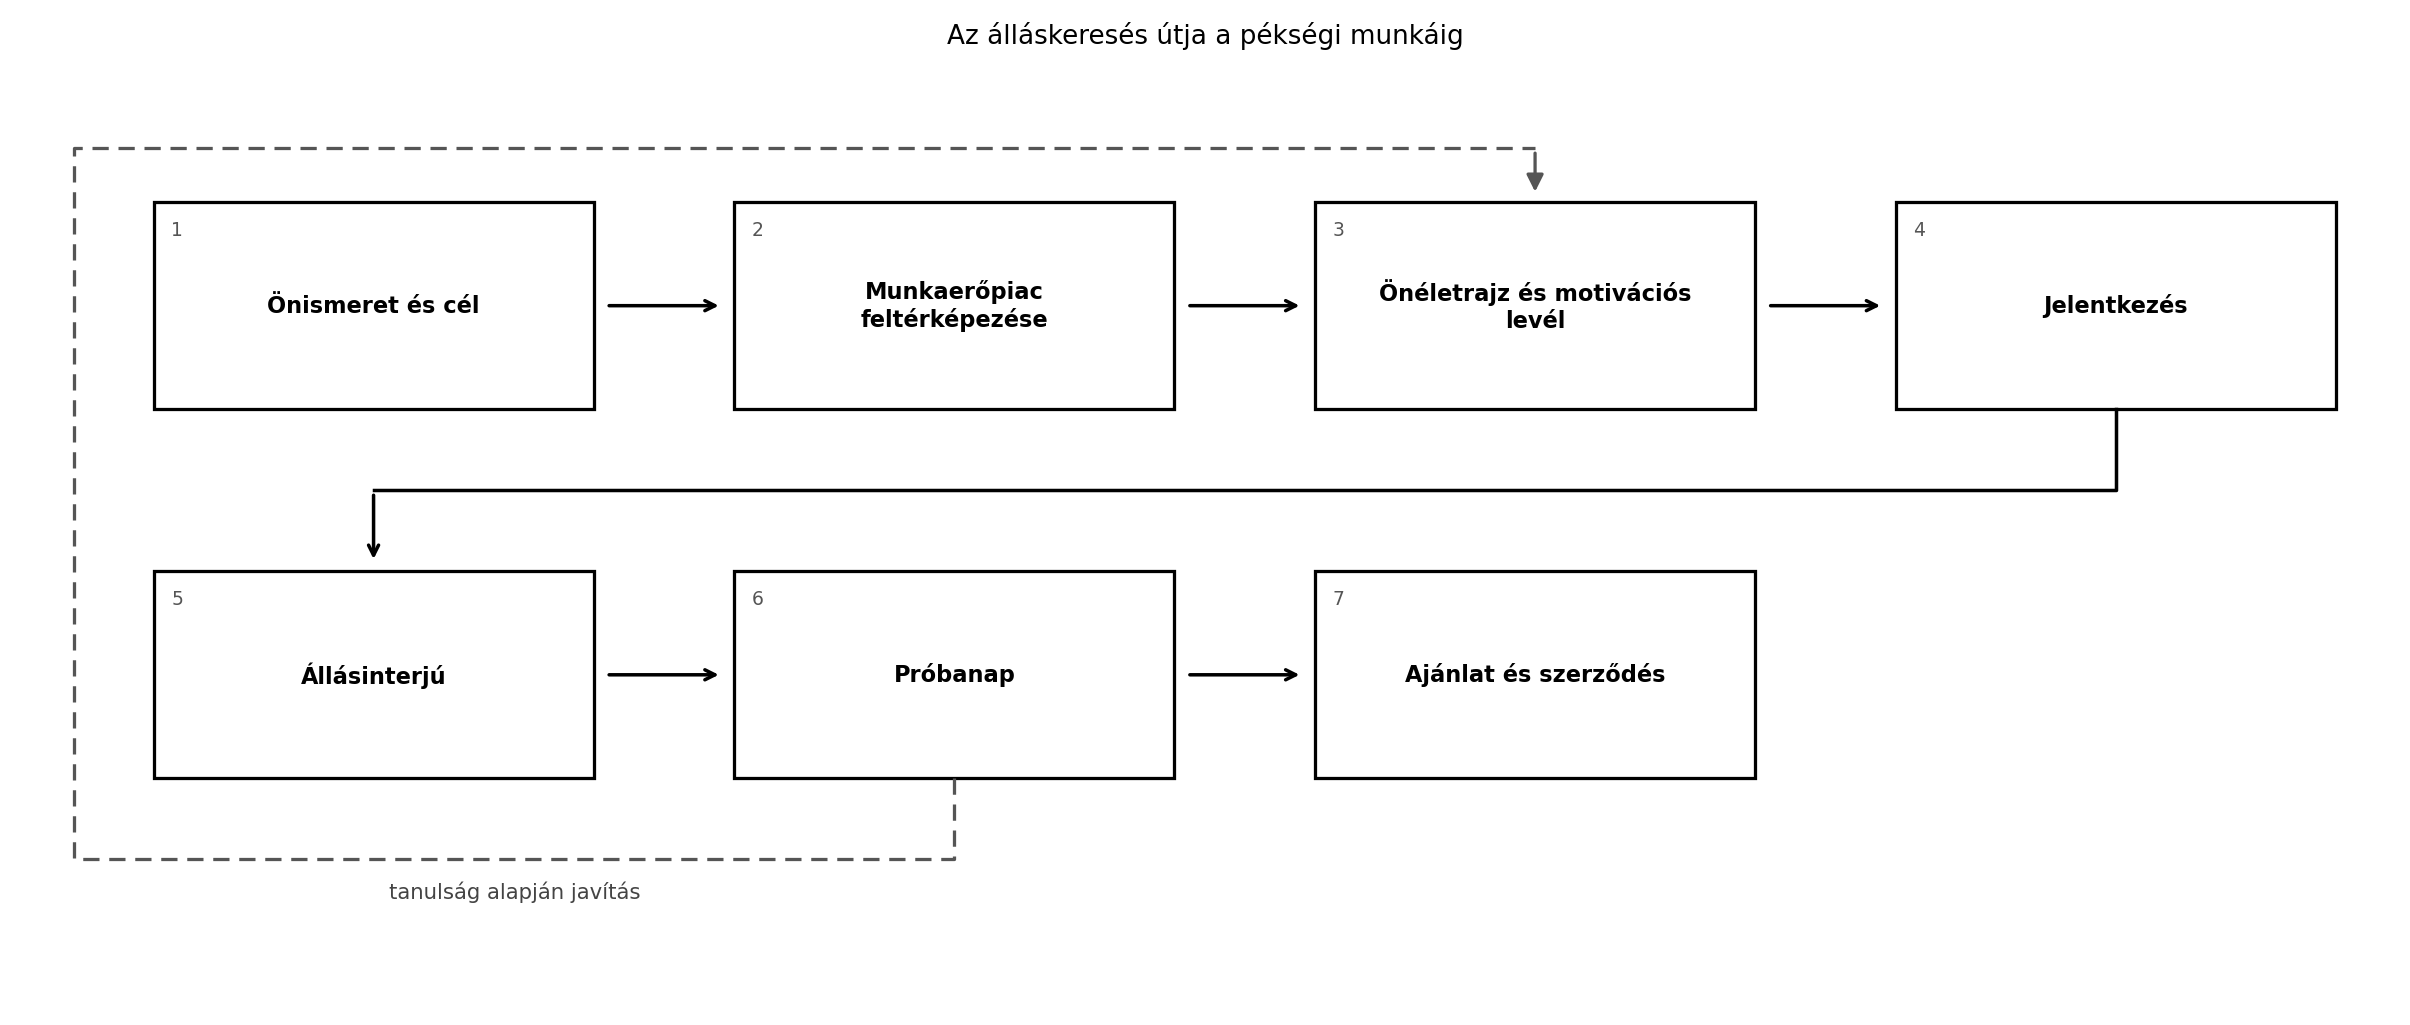 Az álláskeresés útja a pékségi munkáig
1
Önismeret és cél
2
Munkaerőpiac
feltérképezése
3
Önéletrajz és motivációs
levél
4
Jelentkezés
5
Állásinterjú
6
Próbanap
7
Ajánlat és szerződés
tanulság alapján javítás